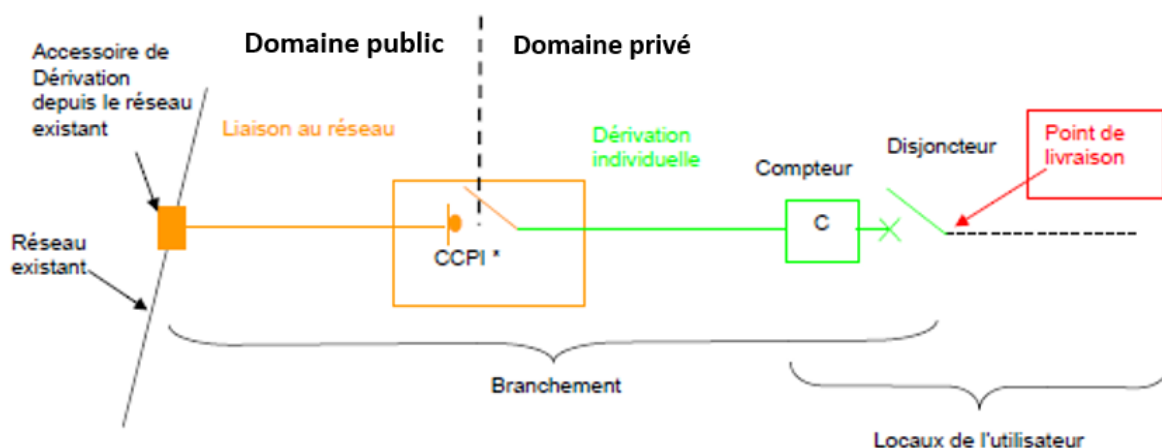 Domaine public
Domaine privé
Accessoire de
Dérivation
depuis le réseau
existant
Liaison au réseau
Dérivation
individuelle
Compteur
Disjoncteur
Point de
livraison
C
CCPI *
Réseau
existant
Branchement
Locaux de l'utilisateur